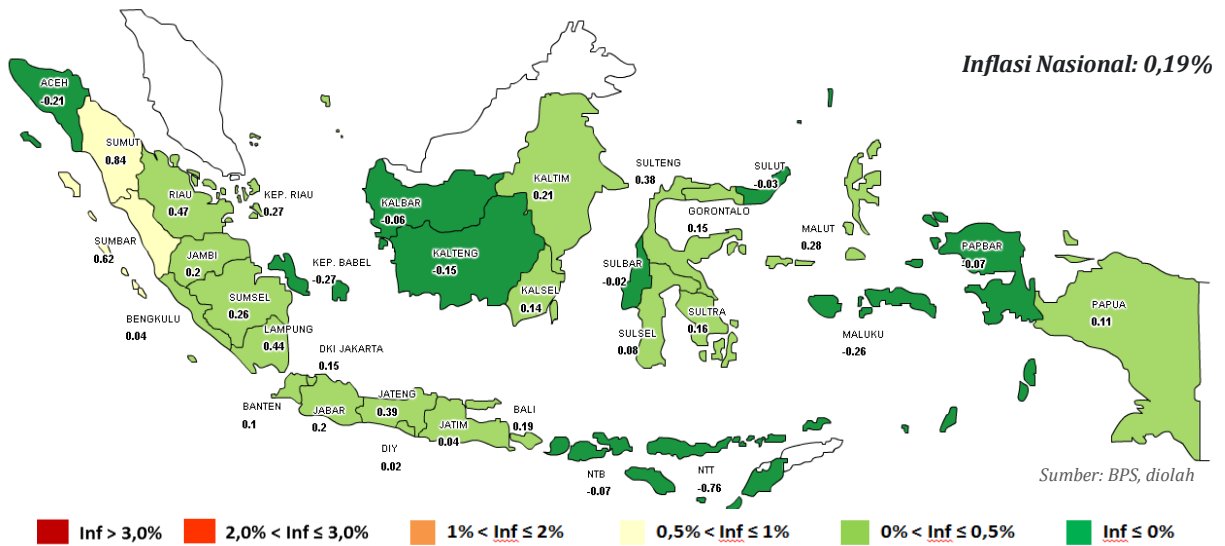 Inflasi Nasional: 0,19%
ACEH
-0.21
SUMUT
0.84
RIAU
0.47
KEP. RIAU
0.27
SUMBAR
0.62
JAMBI
0.2
KEP. BABEL
-0.27
SUMSEL
0.26
BENGKULU
0.04
LAMPUNG
0.44
DKI JAKARTA
0.15
BANTEN
0.1
JABAR
0.2
JATENG
0.39
DIY
0.02
JATIM
0.04
BALI
0.19
NTB
-0.07
NTT
-0.76
KALBAR
-0.06
KALTENG
-0.15
KALTIM
0.21
KALSEL
0.14
SULTENG
0.38
SULUT
-0.03
GORONTALO
0.15
SULBAR
-0.02
SULSEL
0.08
SULTRA
0.16
MALUT
0.28
MALUKU
-0.26
PAPBAR
-0.07
PAPUA
0.11
Sumber: BPS, diolah
Inf > 3,0%
2,0% < Inf ≤ 3,0%
1% < Inf ≤ 2%
0,5% < Inf ≤ 1%
0% < Inf ≤ 0,5%
Inf ≤ 0%